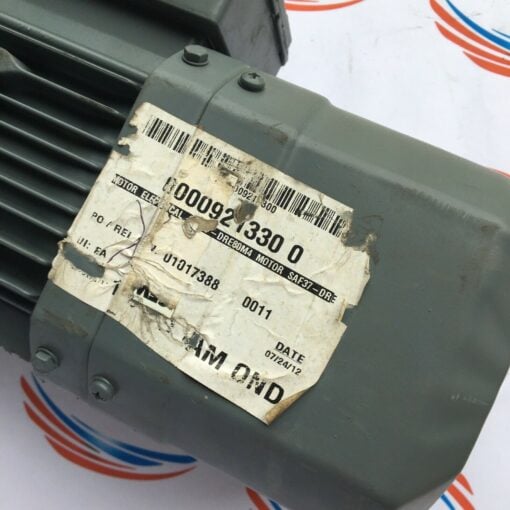 000921330 0
MOTOR ELECTRICAL DRE80M4 MOTOR SAF37-DRE
PO / REL
01017388 0011
DATE
07/24/12
AM OND